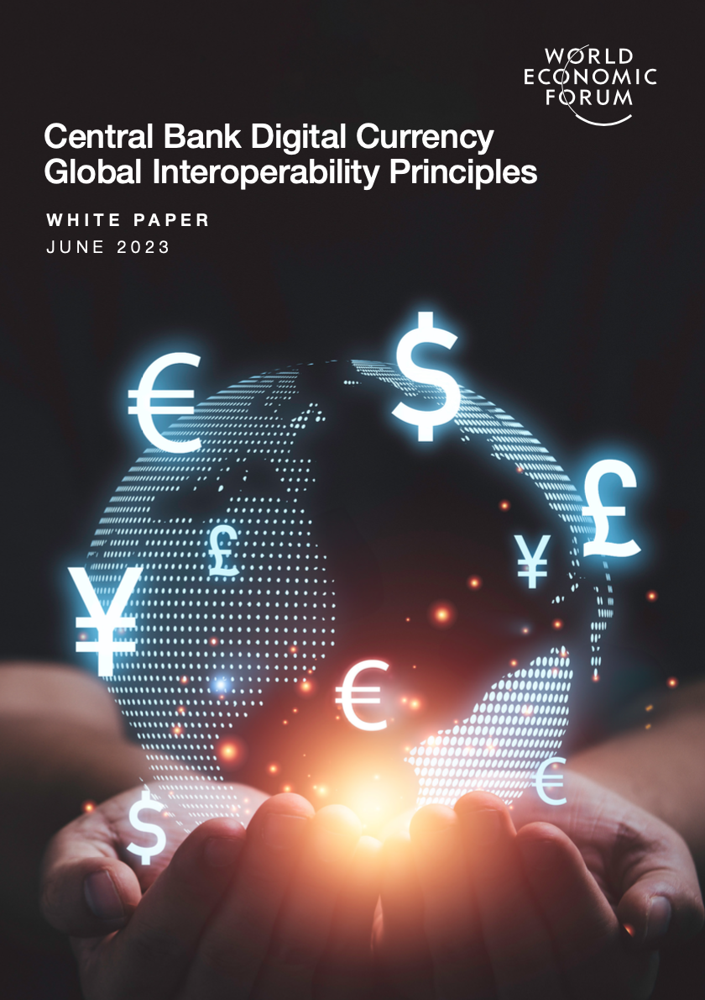 WORLD
ECONOMIC
FORUM
Central Bank Digital Currency
Global Interoperability Principles
WHITE PAPER
JUNE 2023
€
$
£
£
¥
¥
€
€
$